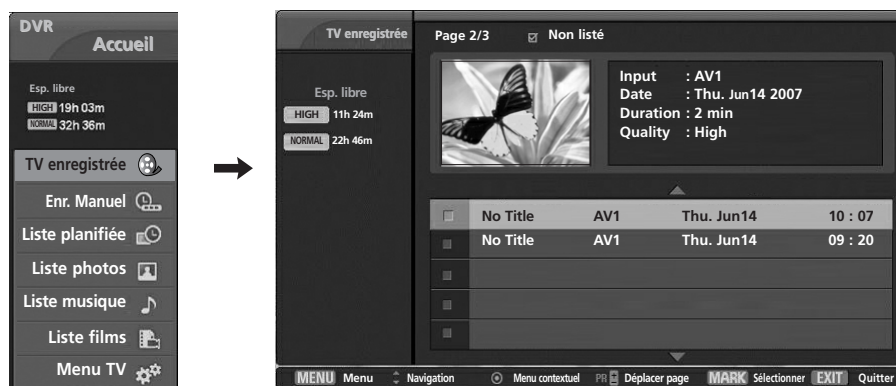 DVR
Accueil
Esp. libre
HIGH 19h 03m
NORMAL 32h 36m
TV enregistrée
Enr. Manuel
Liste planifiée
Liste photos
Liste musique
Liste films
Menu TV
TV enregistrée
Page 2/3 Non listé
Esp. libre
HIGH 11h 24m
NORMAL 22h 46m
Input : AV1
Date : Thu. Jun14 2007
Duration : 2 min
Quality : High
No Title AV1 Thu. Jun14 10 : 07
No Title AV1 Thu. Jun14 09 : 20
MENU Menu Navigation Menu contextuel PR Déplacer page MARK Sélectionner EXIT Quitter